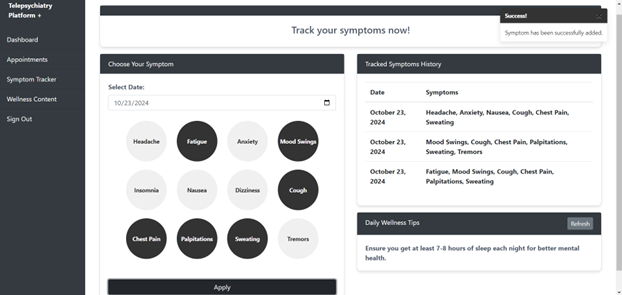 Telepsychiatry
Platform +
Dashboard
Appointments
Symptom Tracker
Wellness Content
Sign Out
Track your symptoms now!
Success!
Symptom has been successfully added.
Choose Your Symptom
Select Date:
10/23/2024
Headache
Fatigue
Anxiety
Mood Swings
Insomnia
Nausea
Dizziness
Cough
Chest Pain
Palpitations
Sweating
Tremors
Apply
Tracked Symptoms History
Date Symptoms
October 23, Headache, Anxiety, Nausea, Cough, Chest Pain,
2024 Sweating
October 23, Mood Swings, Cough, Chest Pain, Palpitations,
2024 Sweating, Tremors
October 23, Fatigue, Mood Swings, Cough, Chest Pain,
2024 Palpitations, Sweating
Daily Wellness Tips
Refresh
Ensure you get at least 7-8 hours of sleep each night for better mental
health.